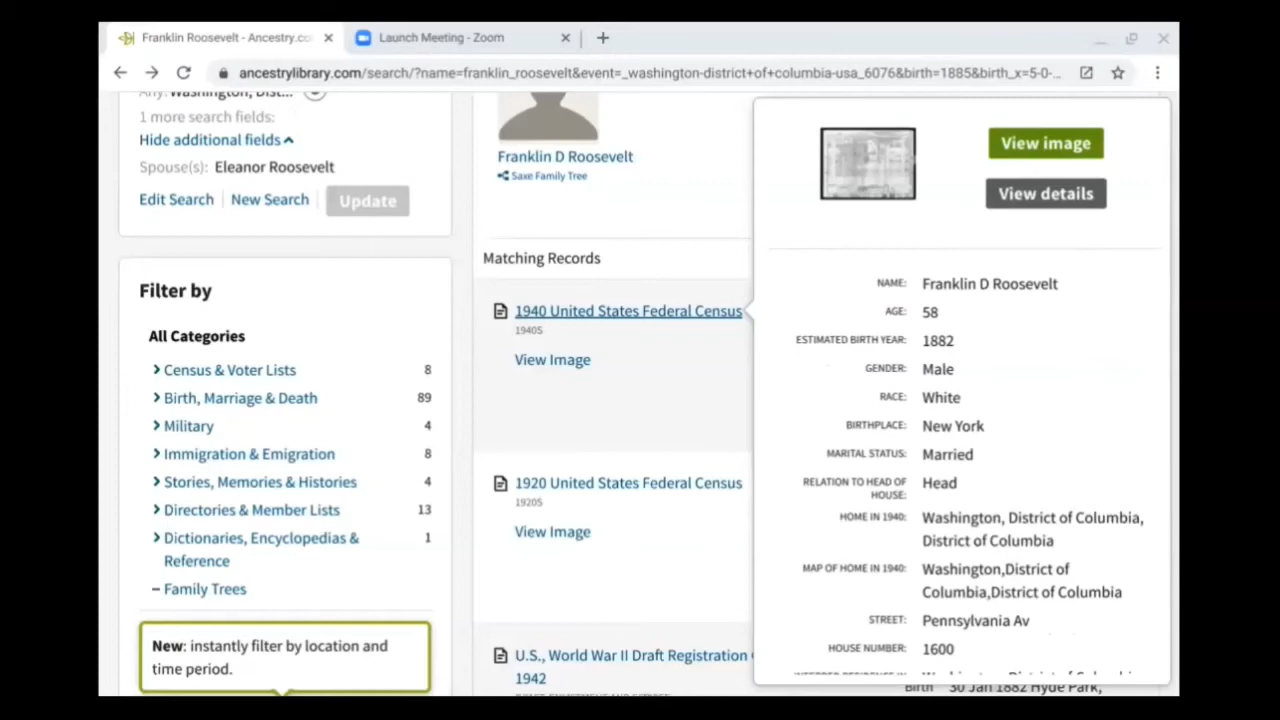 Franklin Roosevelt - Ancestry.co
Launch Meeting - Zoom
ancestrylibrary.com/search/?name=franklin_roosevelt&event=_washington-district+of+columbia-usa_6076&birth=1885&birth_x=5-0-...
Any: Washington, Dist...
1 more search fields:
Hide additional fields
Spouse(s): Eleanor Roosevelt
Edit Search
New Search
Update
Filter by
All Categories
Census & Voter Lists 8
Birth, Marriage & Death 89
Military 4
Immigration & Emigration 8
Stories, Memories & Histories 4
Directories & Member Lists 13
Dictionaries, Encyclopedias & 1
Reference
Family Trees
New: instantly filter by location and
time period.
Franklin D Roosevelt
Saxe Family Tree
Matching Records
1940 United States Federal Census
1940S
View Image
1920 United States Federal Census
1920S
View Image
U.S., World War II Draft Registration
1942
View image
View details
NAME: Franklin D Roosevelt
AGE: 58
ESTIMATED BIRTH YEAR: 1882
GENDER: Male
RACE: White
BIRTHPLACE: New York
MARITAL STATUS: Married
RELATION TO HEAD OF
HOUSE: Head
HOME IN 1940: Washington, District of Columbia,
District of Columbia
MAP OF HOME IN 1940: Washington,District of
Columbia,District of Columbia
STREET: Pennsylvania Av
HOUSE NUMBER: 1600
Birth 30 Jan 1882 Hyde Park,